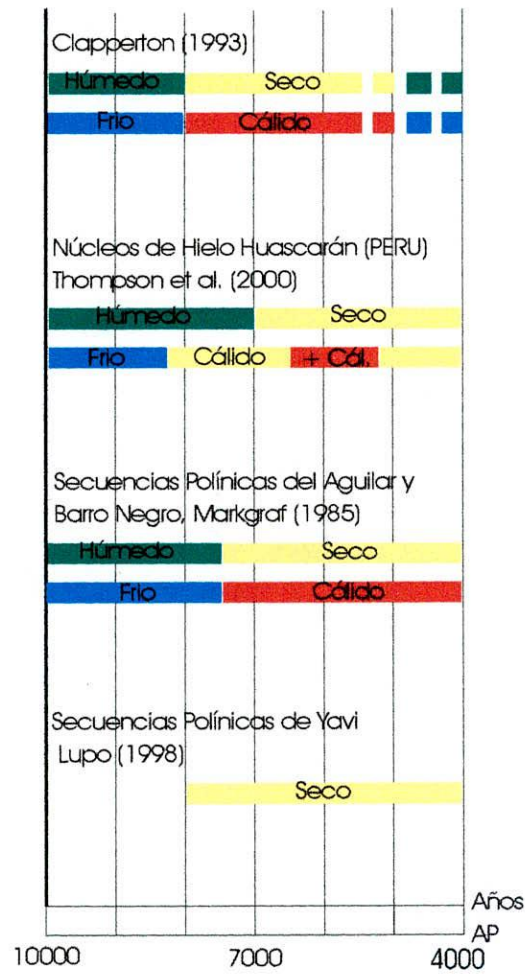 Clapperton (1993)
Húmedo Seco
Frio Cálido
Núcleos de Hielo Huascarán (PERU)
Thompson et al. (2000)
Húmedo Seco
Frio Cálido + Cál.
Secuencias Polínicas del Aguilar y
Barro Negro, Markgraf (1985)
Húmedo Seco
Frio Cálido
Secuencias Polínicas de Yavi
Lupo (1998)
Seco
Años
AP
10000 7000 4000